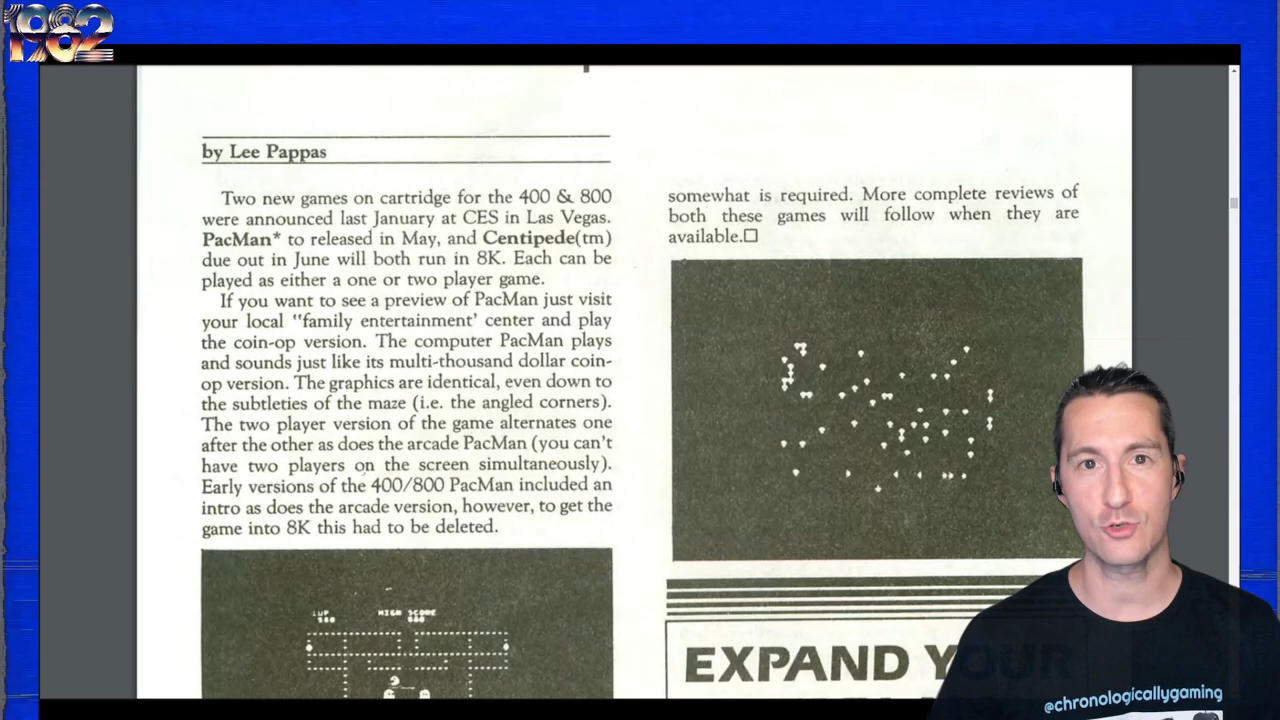 1982
1982
by Lee Pappas
Two new games on cartridge for the 400 & 800
were announced last January at CES in Las Vegas.
PacMan* to released in May, and Centipede(tm)
due out in June will both run in 8K. Each can be
played as either a one or two player game.
If you want to see a preview of PacMan just visit
your local "family entertainment' center and play
the coin-op version. The computer PacMan plays
and sounds just like its multi-thousand dollar coin-
op version. The graphics are identical, even down to
the subtleties of the maze (i.e. the angled corners).
The two player version of the game alternates one
after the other as does the arcade PacMan (you can't
have two players on the screen simultaneously).
Early versions of the 400/800 PacMan included an
intro as does the arcade version, however, to get the
game into 8K this had to be deleted.
1UP HIGH SCORE
somewhat is required. More complete reviews of
both these games will follow when they are
available.□
EXPAND YOUR
@chronologicallygaming